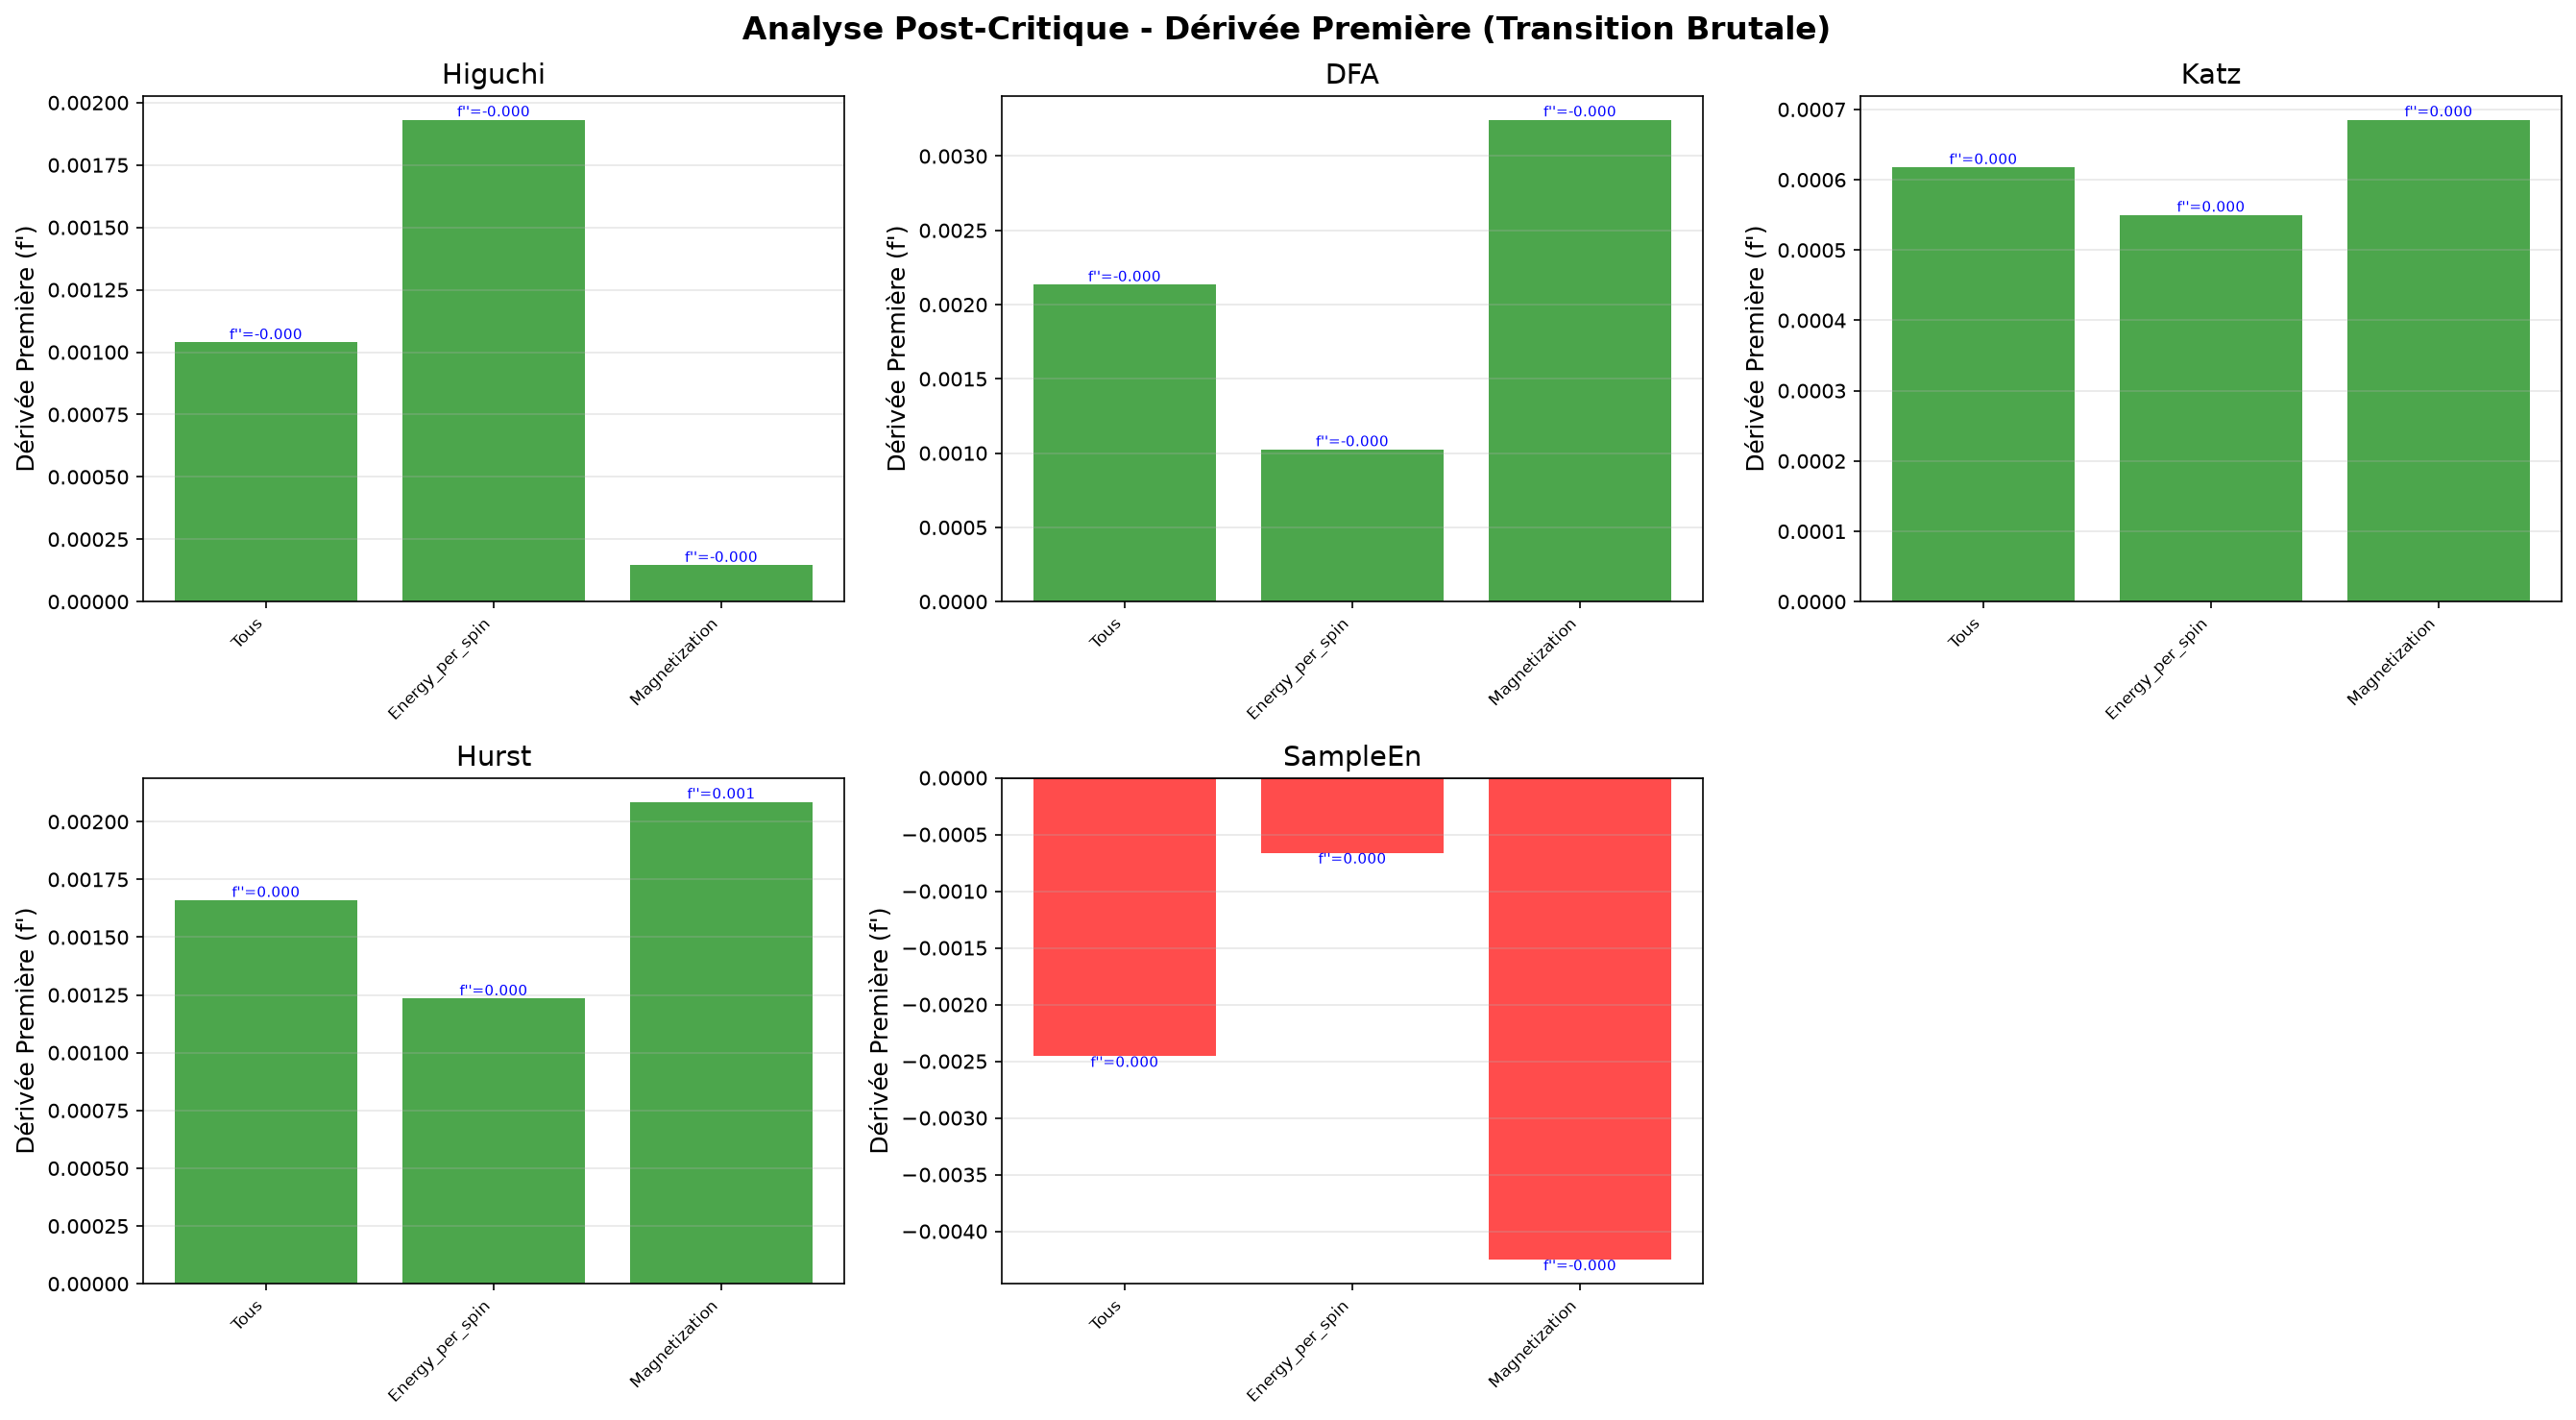 Analyse Post-Critique - Dérivée Première (Transition Brutale)
Higuchi
Dérivée Première (f')
0.00200
0.00175
0.00150
0.00125
0.00100
0.00075
0.00050
0.00025
0.00000
f''=-0.000
f''=-0.000
f''=-0.000
Tous
Energy_per_spin
Magnetization
DFA
Dérivée Première (f')
0.0030
0.0025
0.0020
0.0015
0.0010
0.0005
0.0000
f''=-0.000
f''=-0.000
f''=-0.000
Tous
Energy_per_spin
Magnetization
Katz
Dérivée Première (f')
0.0007
0.0006
0.0005
0.0004
0.0003
0.0002
0.0001
0.0000
f''=0.000
f''=0.000
f''=0.000
Tous
Energy_per_spin
Magnetization
Hurst
Dérivée Première (f')
0.00200
0.00175
0.00150
0.00125
0.00100
0.00075
0.00050
0.00025
0.00000
f''=0.000
f''=0.000
f''=0.001
Tous
Energy_per_spin
Magnetization
SampleEn
Dérivée Première (f')
0.0000
−0.0005
−0.0010
−0.0015
−0.0020
−0.0025
−0.0030
−0.0035
−0.0040
f''=0.000
f''=0.000
f''=-0.000
Tous
Energy_per_spin
Magnetization